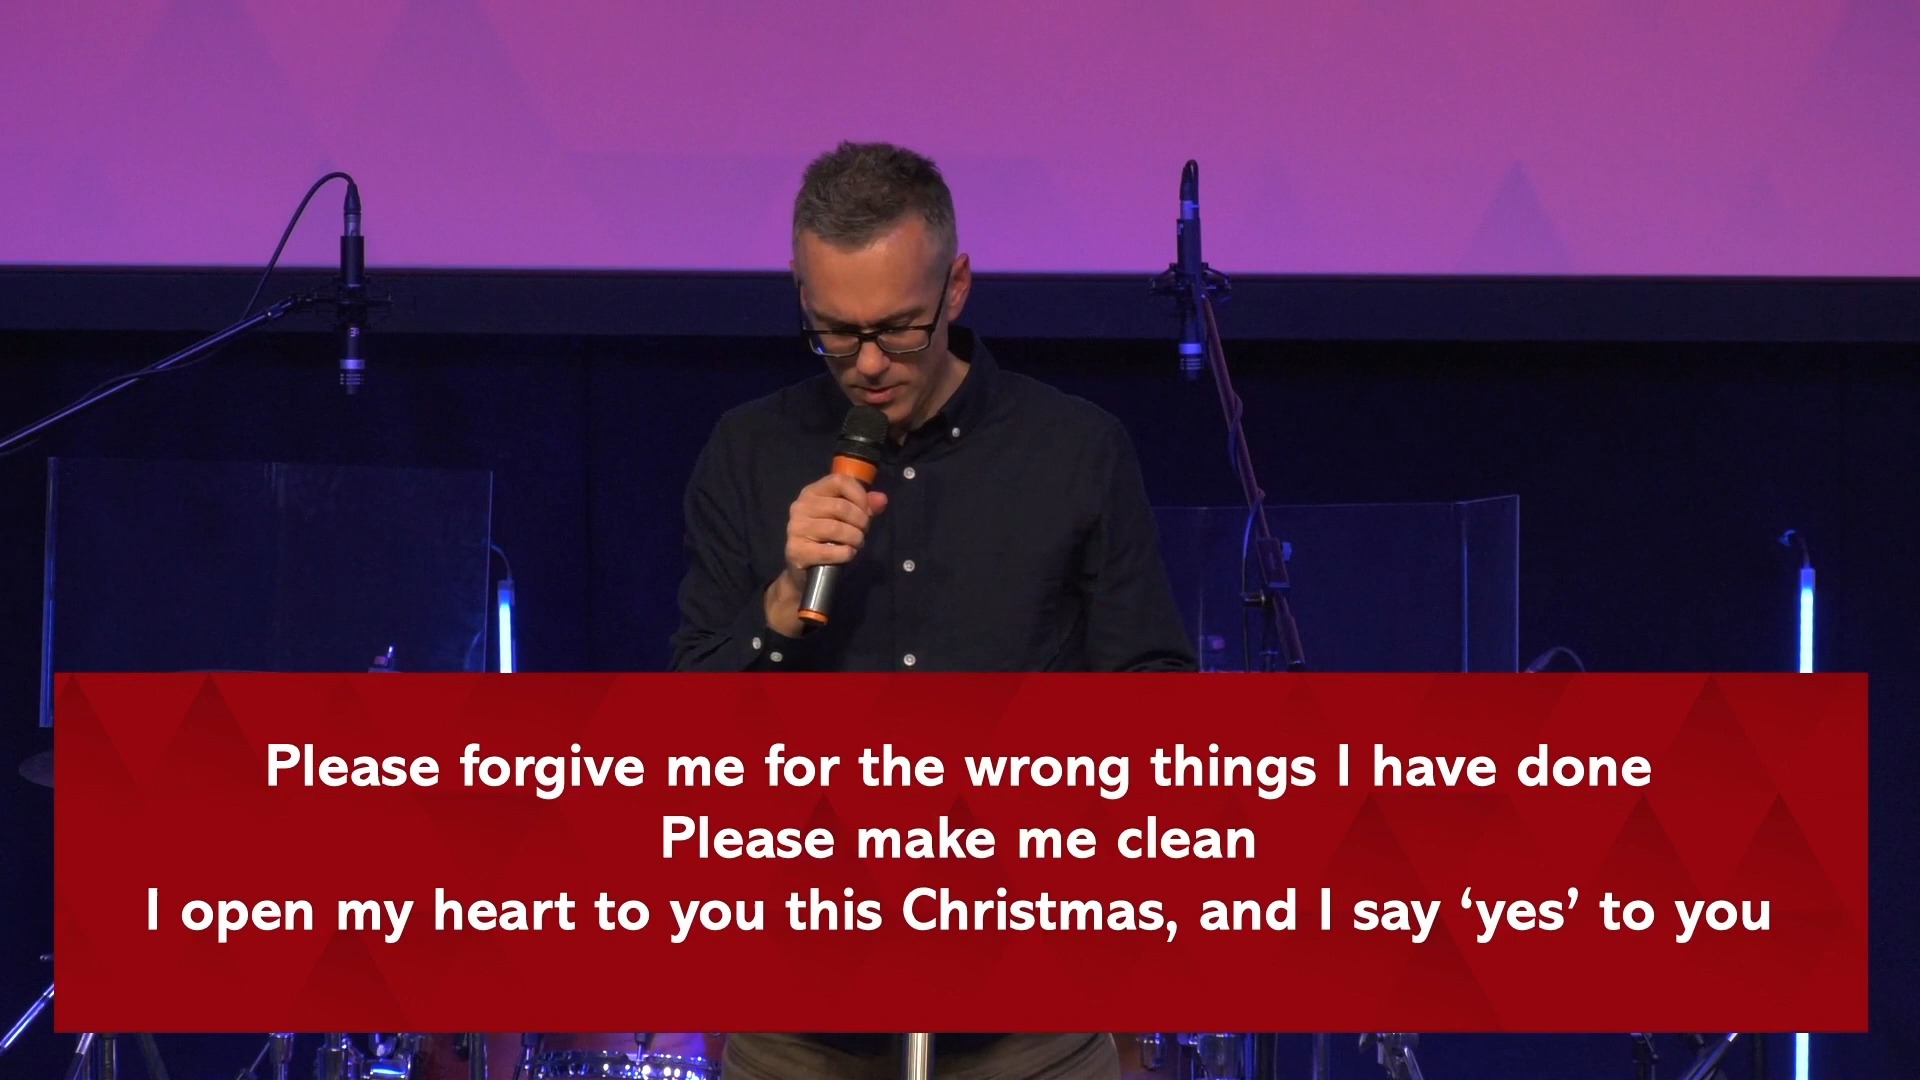 Please forgive me for the wrong things I have done
Please make me clean
I open my heart to you this Christmas, and I say ‘yes’ to you